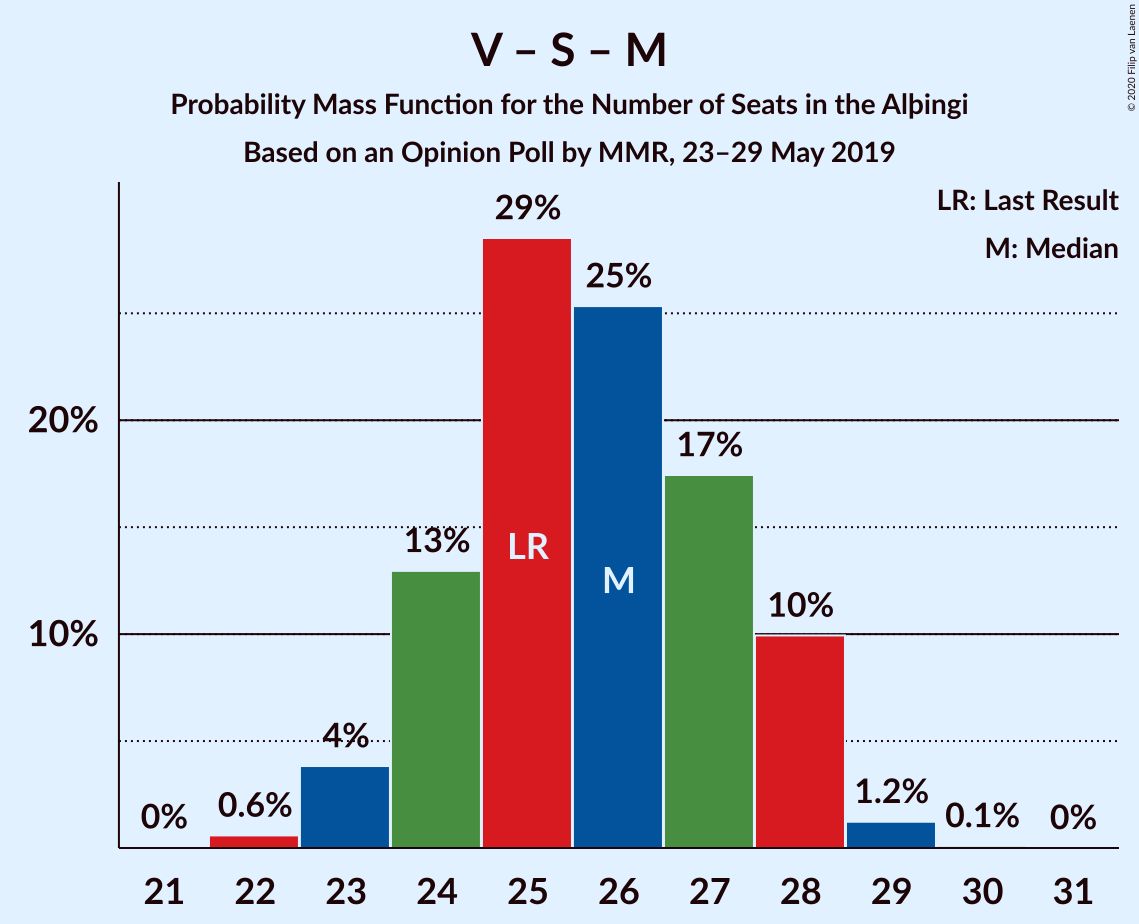 V – S – M
Probability Mass Function for the Number of Seats in the Alþingi
Based on an Opinion Poll by MMR, 23–29 May 2019
© 2020 Filip van Laenen
LR: Last Result
M: Median
29%
25%
20%
17%
13%
LR
M
10%
10%
4%
0%
0.6%
1.2%
0.1%
0%
21 22 23 24 25 26 27 28 29 30 31